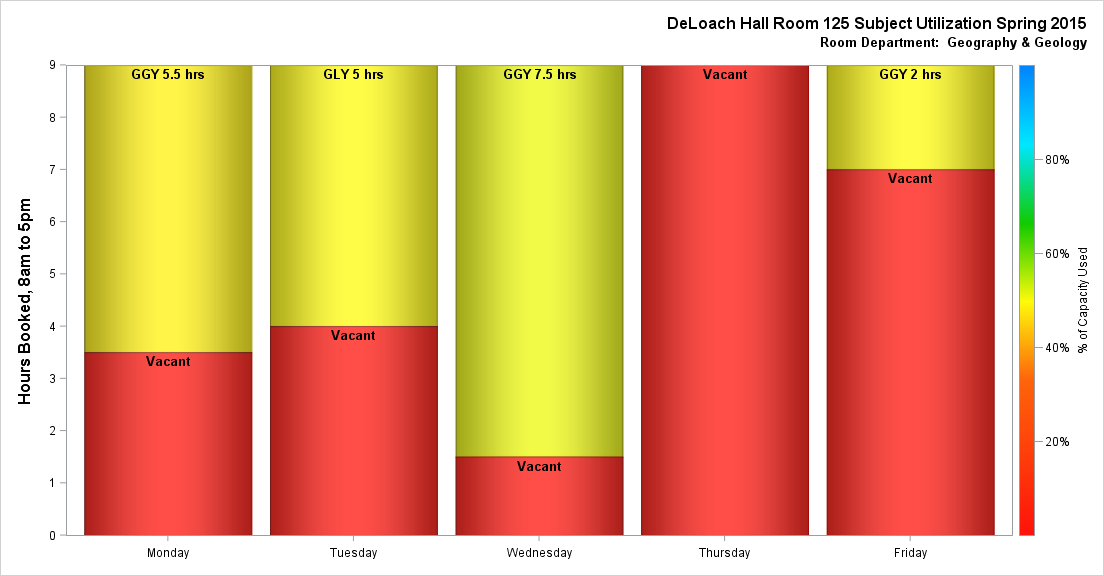 DeLoach Hall Room 125 Subject Utilization Spring 2015
Room Department: Geography & Geology
Hours Booked, 8am to 5pm
9
8
7
6
5
4
3
2
1
0
GGY 5.5 hrs
Vacant
GLY 5 hrs
Vacant
GGY 7.5 hrs
Vacant
Vacant
GGY 2 hrs
Vacant
Monday
Tuesday
Wednesday
Thursday
Friday
80%
60%
40%
20%
% of Capacity Used